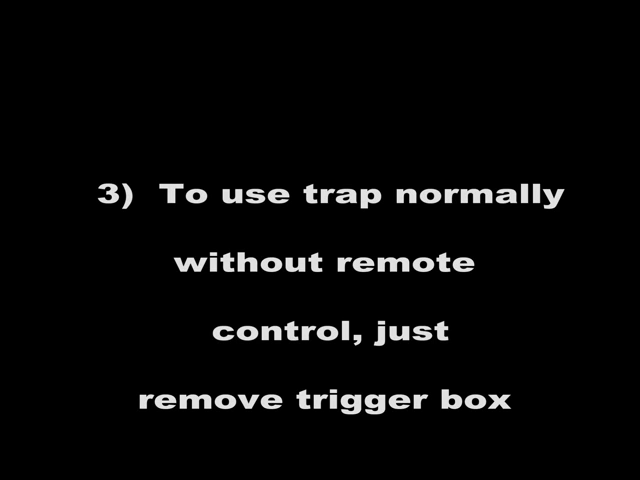 3) To use trap normally
without remote
control, just
remove trigger box